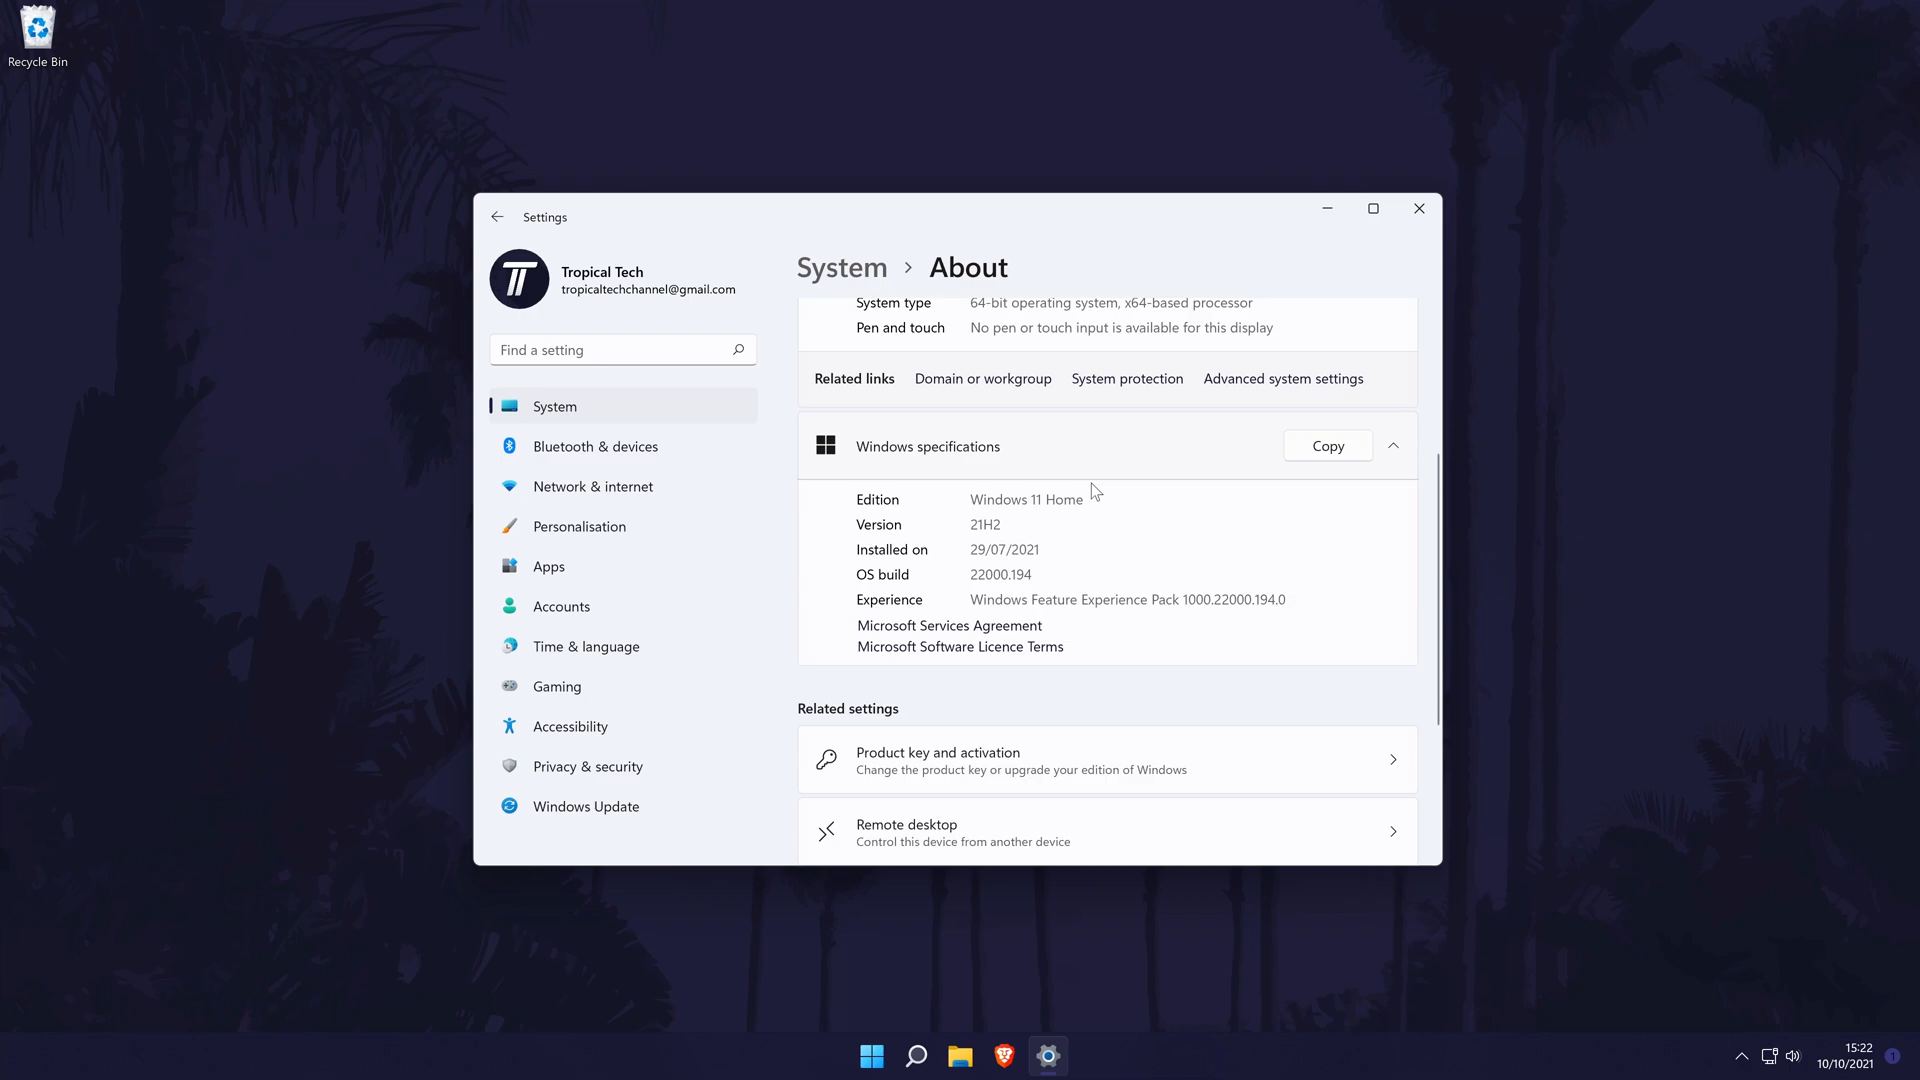 Recycle Bin
Settings
Tropical Tech
tropicaltechchannel@gmail.com
Find a setting
System
Bluetooth & devices
Network & internet
Personalisation
Apps
Accounts
Time & language
Gaming
Accessibility
Privacy & security
Windows Update
System > About
System type 64-bit operating system, x64-based processor
Pen and touch No pen or touch input is available for this display
Related links Domain or workgroup System protection Advanced system settings
Windows specifications Copy
Edition Windows 11 Home
Version 21H2
Installed on 29/07/2021
OS build 22000.194
Experience Windows Feature Experience Pack 1000.22000.194.0
Microsoft Services Agreement
Microsoft Software Licence Terms
Related settings
Product key and activation
Change the product key or upgrade your edition of Windows
Remote desktop
Control this device from another device
15:22
10/10/2021
1